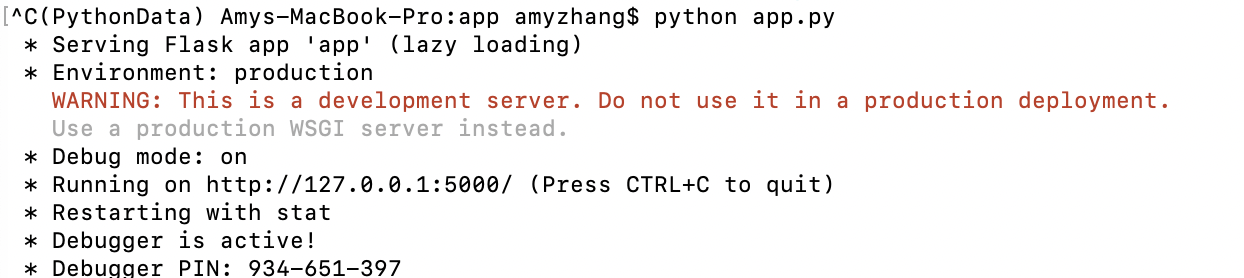 [^C(PythonData) Amys-MacBook-Pro:app amyzhang$ python app.py
 * Serving Flask app 'app' (lazy loading)
 * Environment: production
   WARNING: This is a development server. Do not use it in a production deployment.
   Use a production WSGI server instead.
 * Debug mode: on
 * Running on http://127.0.0.1:5000/ (Press CTRL+C to quit)
 * Restarting with stat
 * Debugger is active!
 * Debugger PIN: 934-651-397